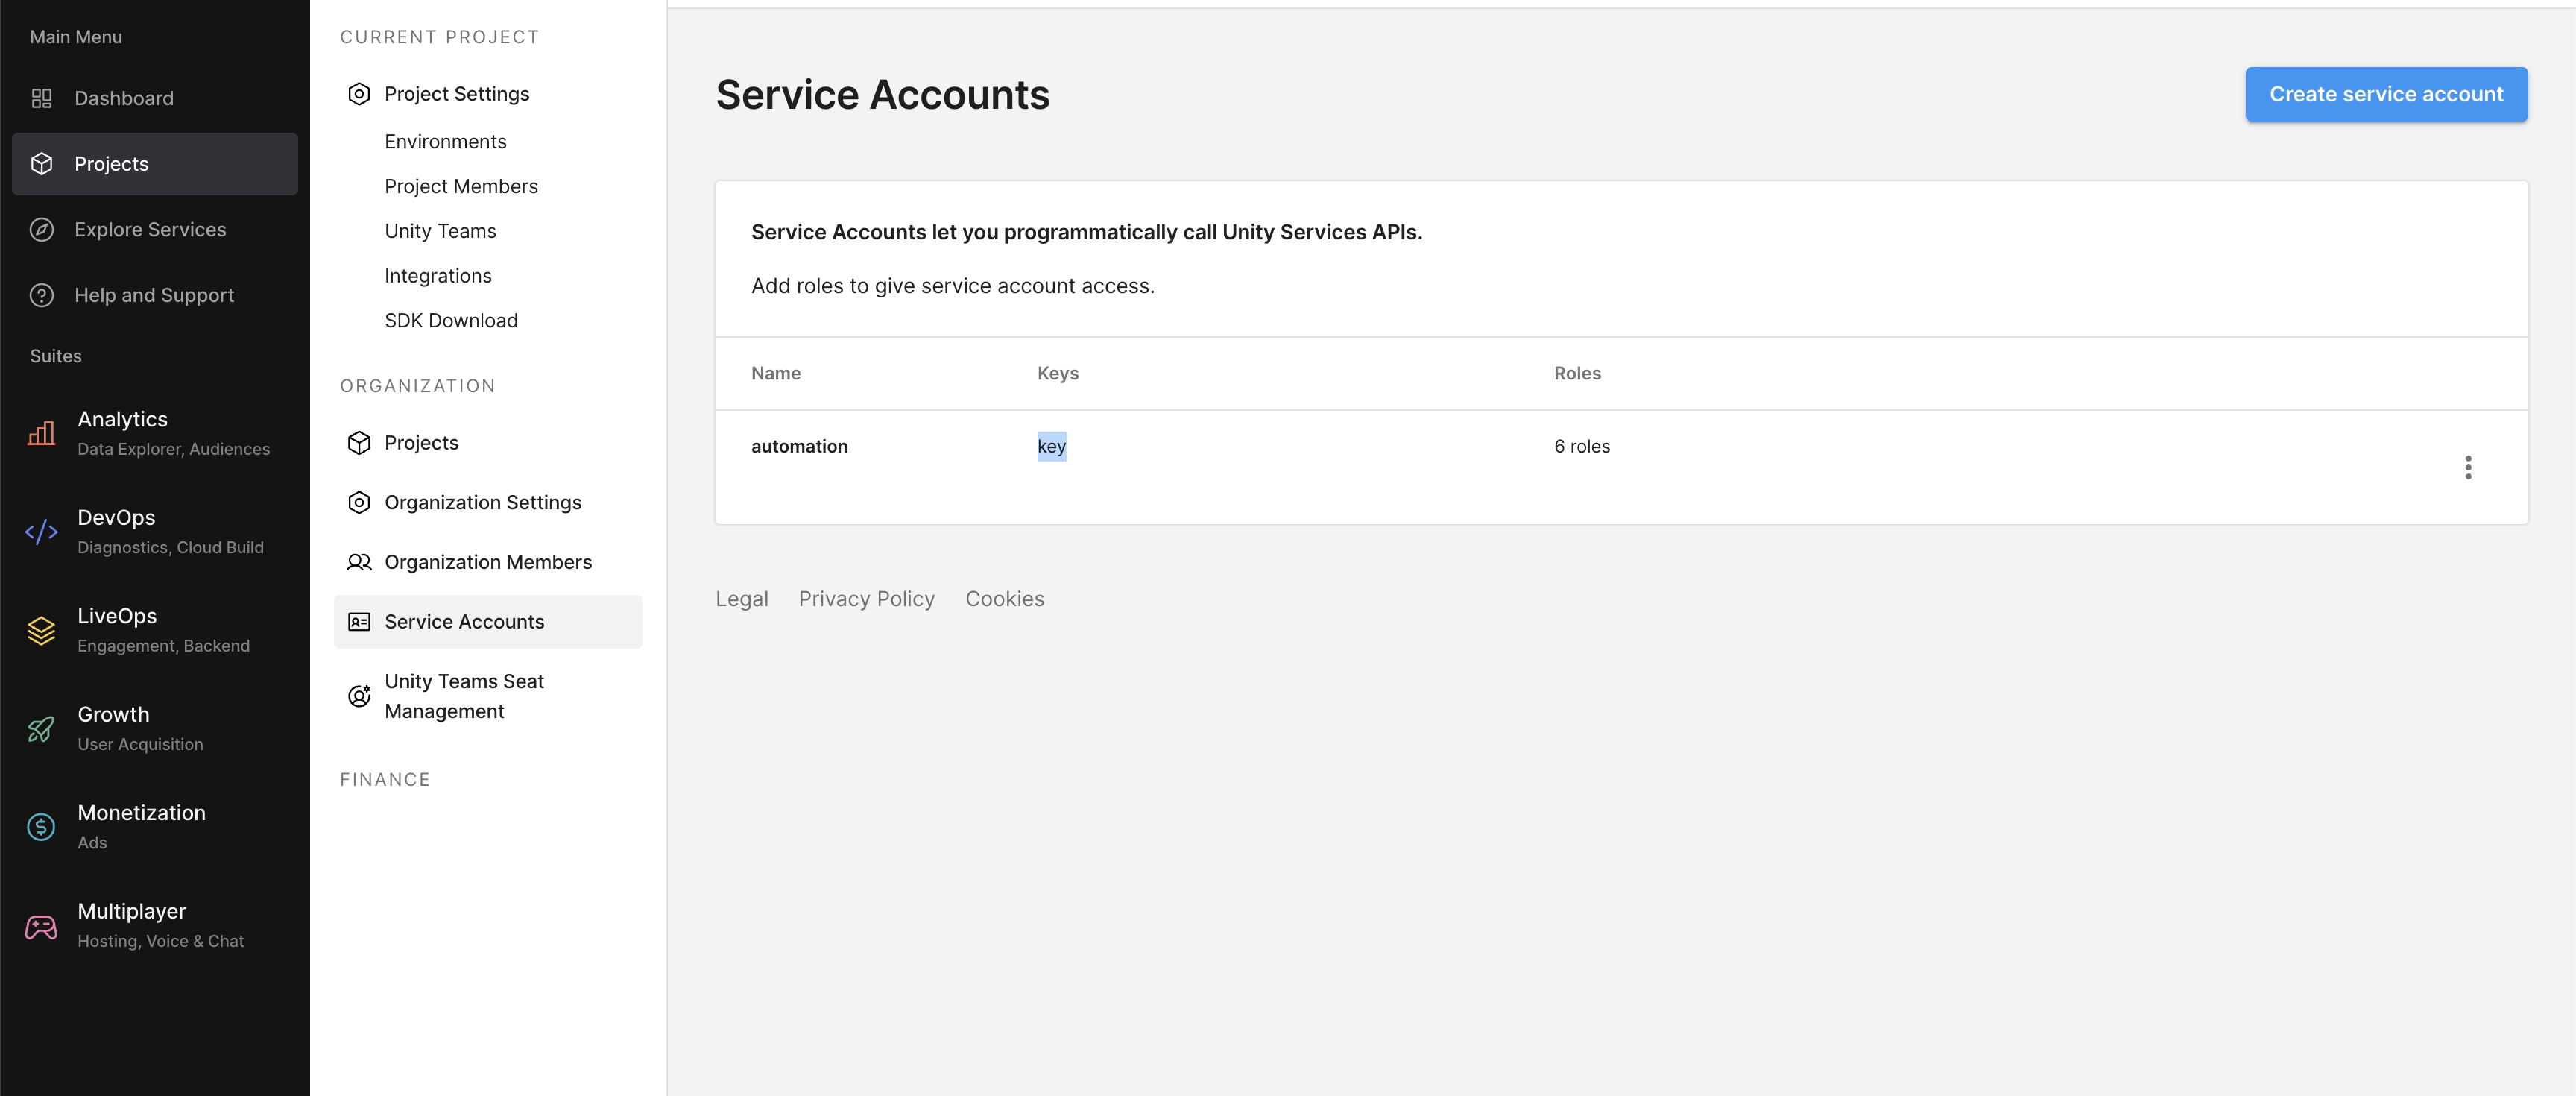 Main Menu
Dashboard
Projects
Explore Services
Help and Support
Suites
Analytics
Data Explorer, Audiences
DevOps
Diagnostics, Cloud Build
LiveOps
Engagement, Backend
Growth
User Acquisition
Monetization
Ads
Multiplayer
Hosting, Voice & Chat
CURRENT PROJECT
Project Settings
Environments
Project Members
Unity Teams
Integrations
SDK Download
ORGANIZATION
Projects
Organization Settings
Organization Members
Service Accounts
Unity Teams Seat
Management
FINANCE
Service Accounts
Create service account
Service Accounts let you programmatically call Unity Services APIs.
Add roles to give service account access.
Name Keys Roles
automation key 6 roles
Legal Privacy Policy Cookies